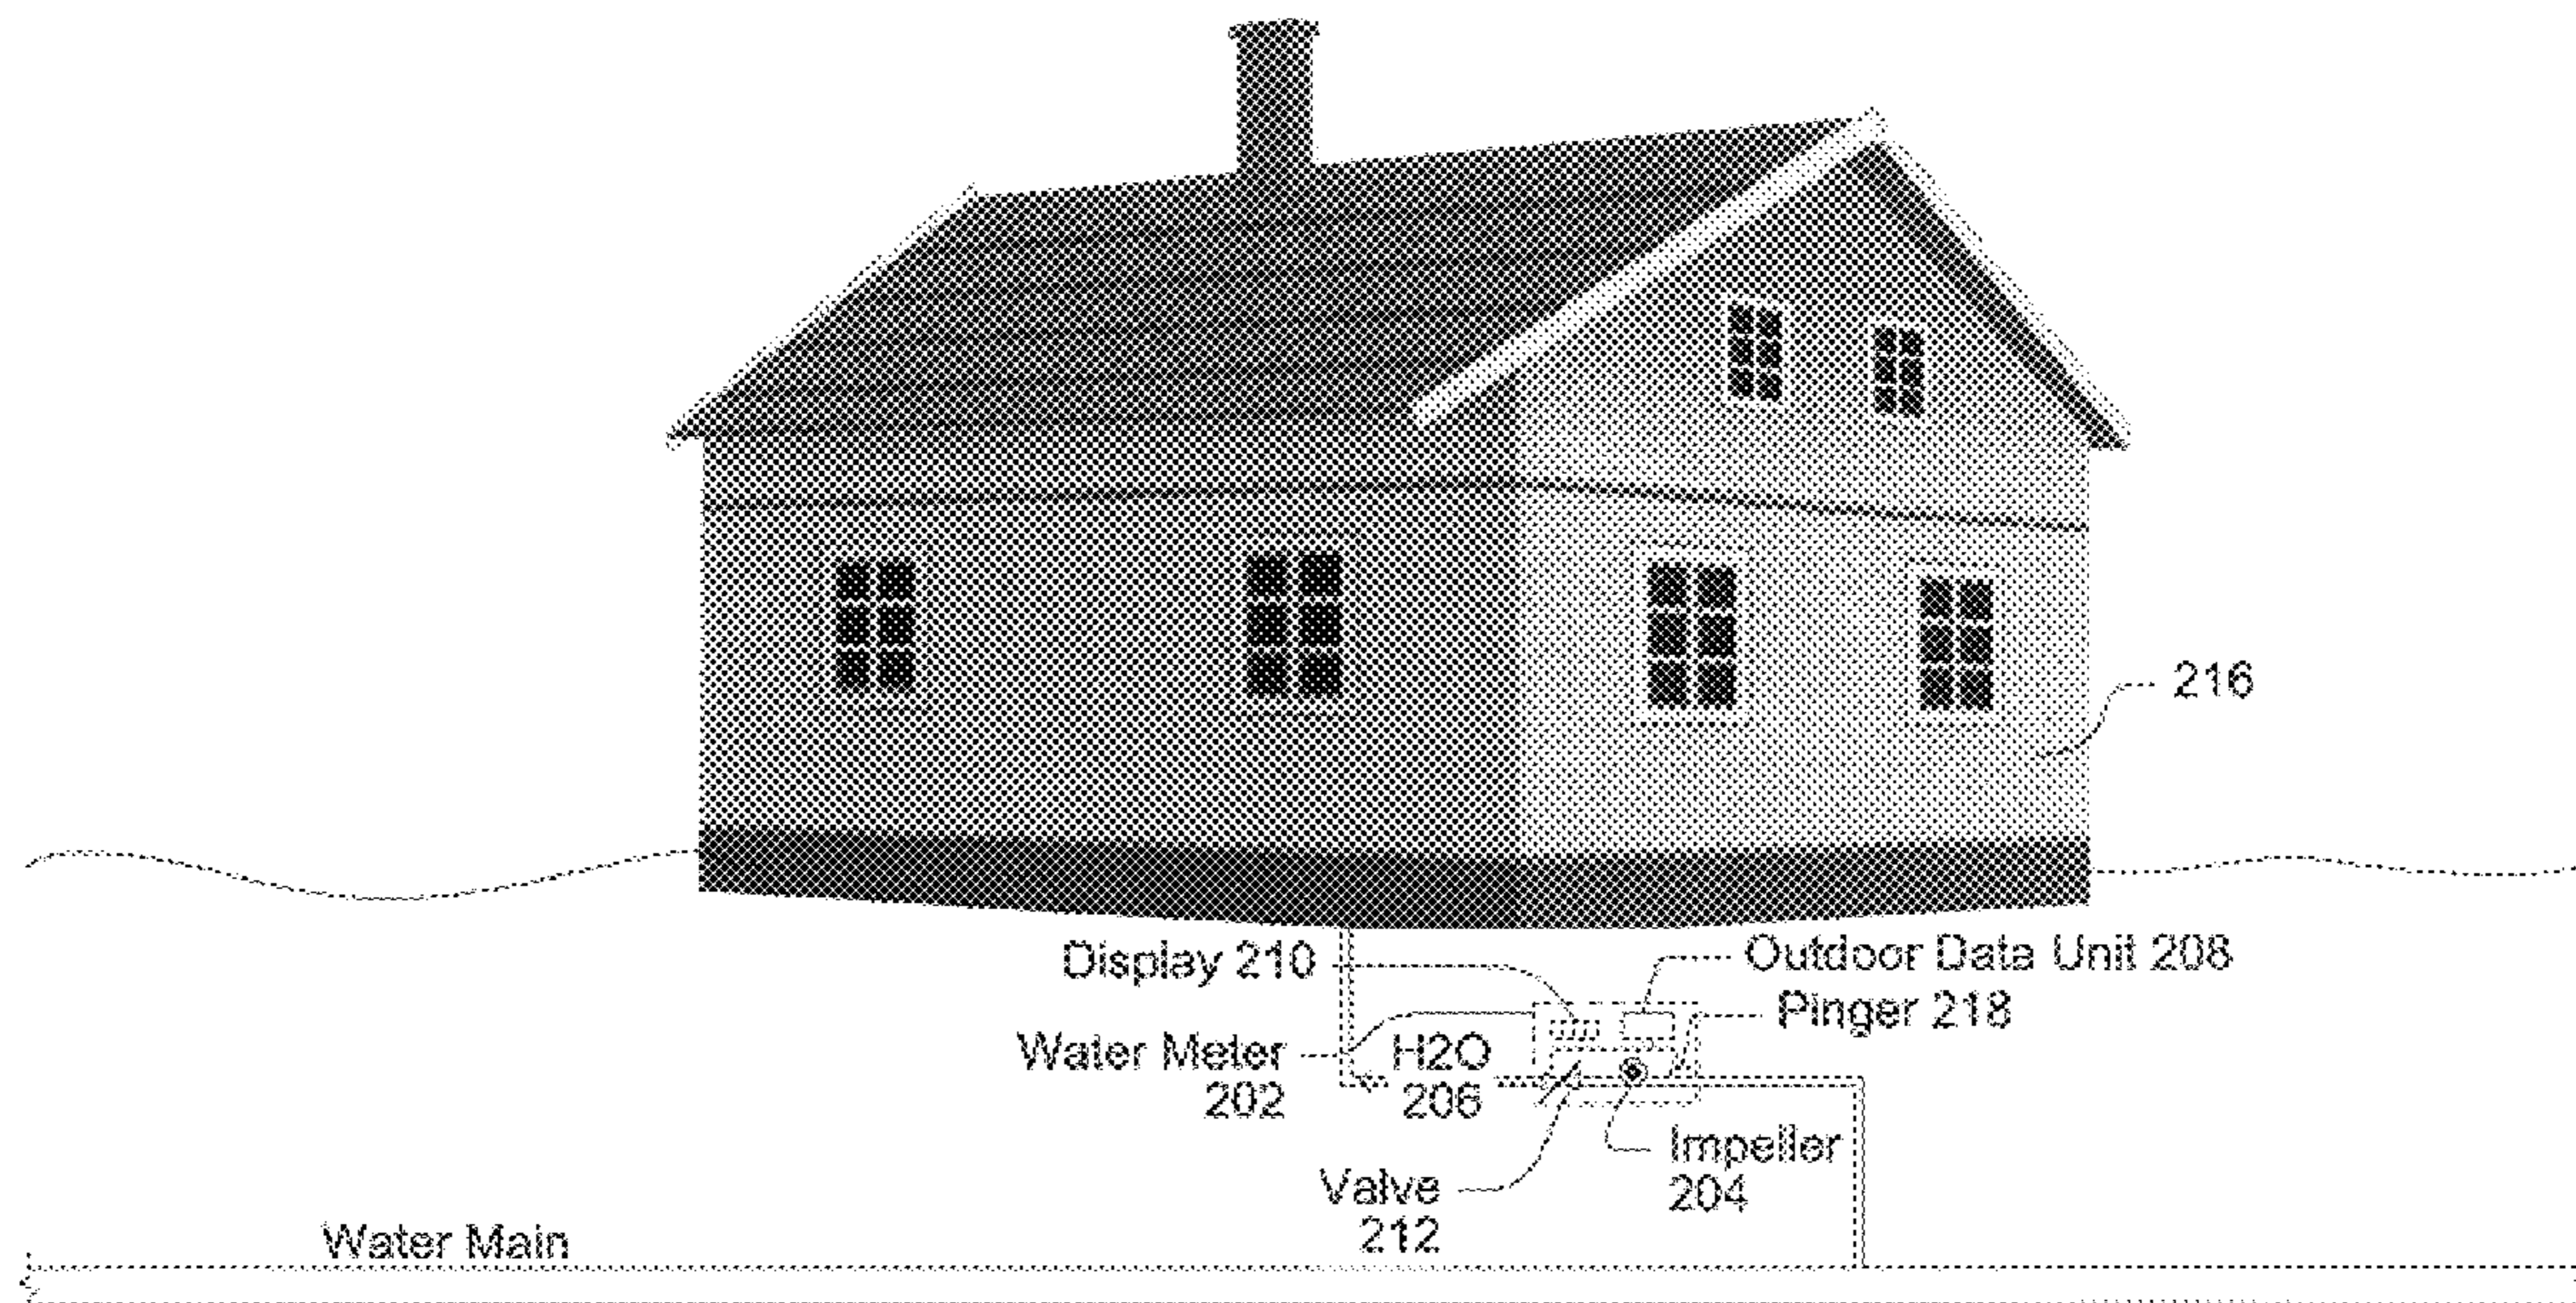 216
Display 210
Outdoor Data Unit 208
Pinger 218
Water Meter
202
H2O
206
Impeller
204
Valve
212
Water Main